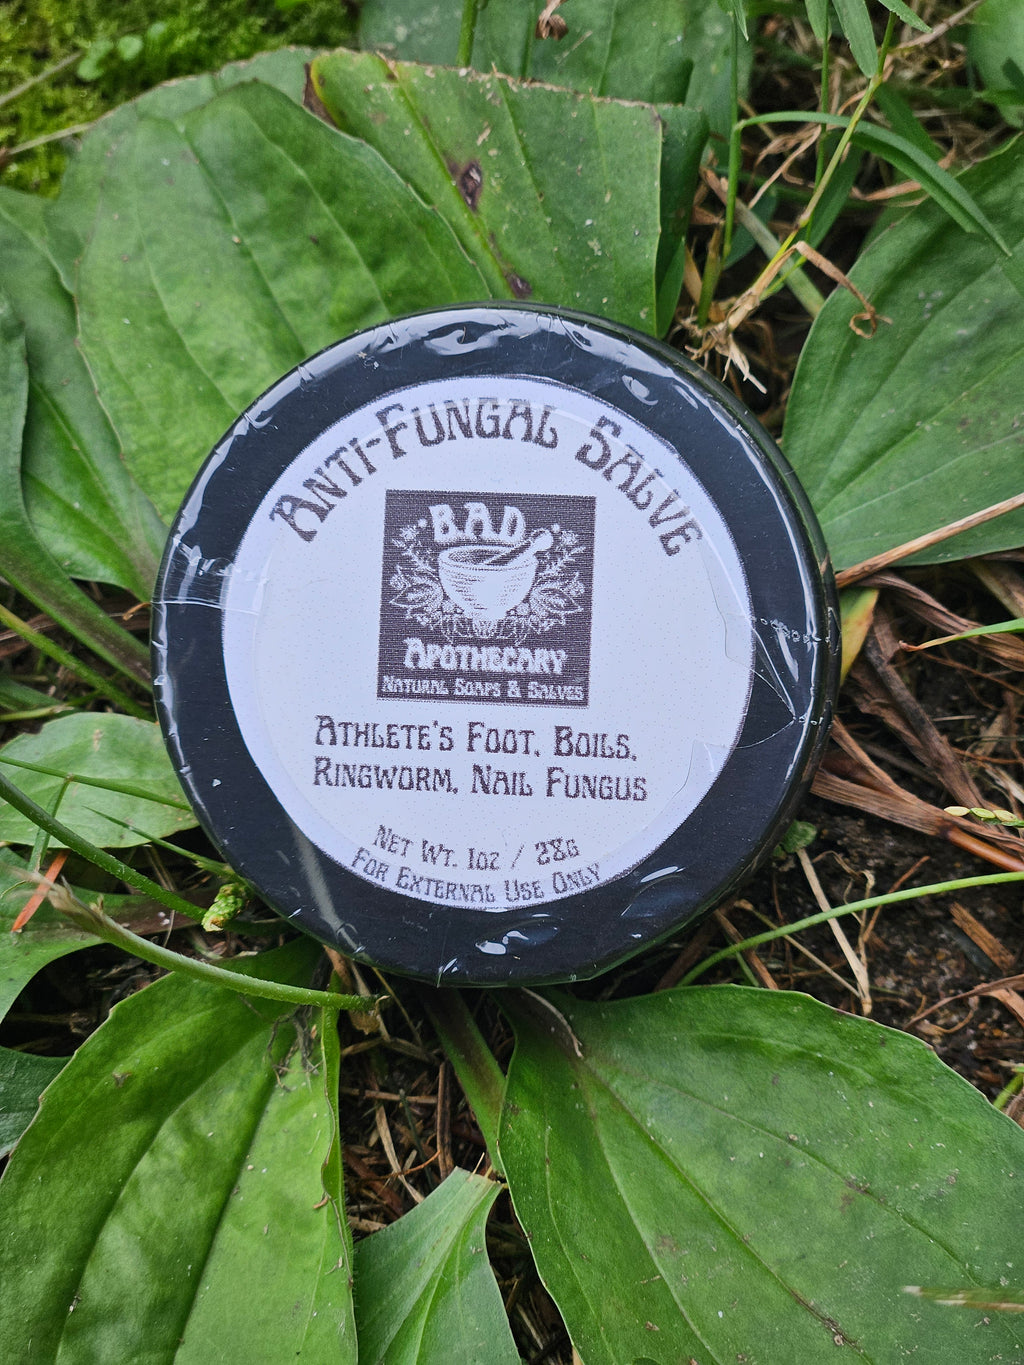 Anti-Fungal Salve
BAD
Apothecary
Natural Soaps & Salves
Athlete's Foot, Boils,
Ringworm, Nail Fungus
Net Wt. 1oz / 28g
For External Use Only